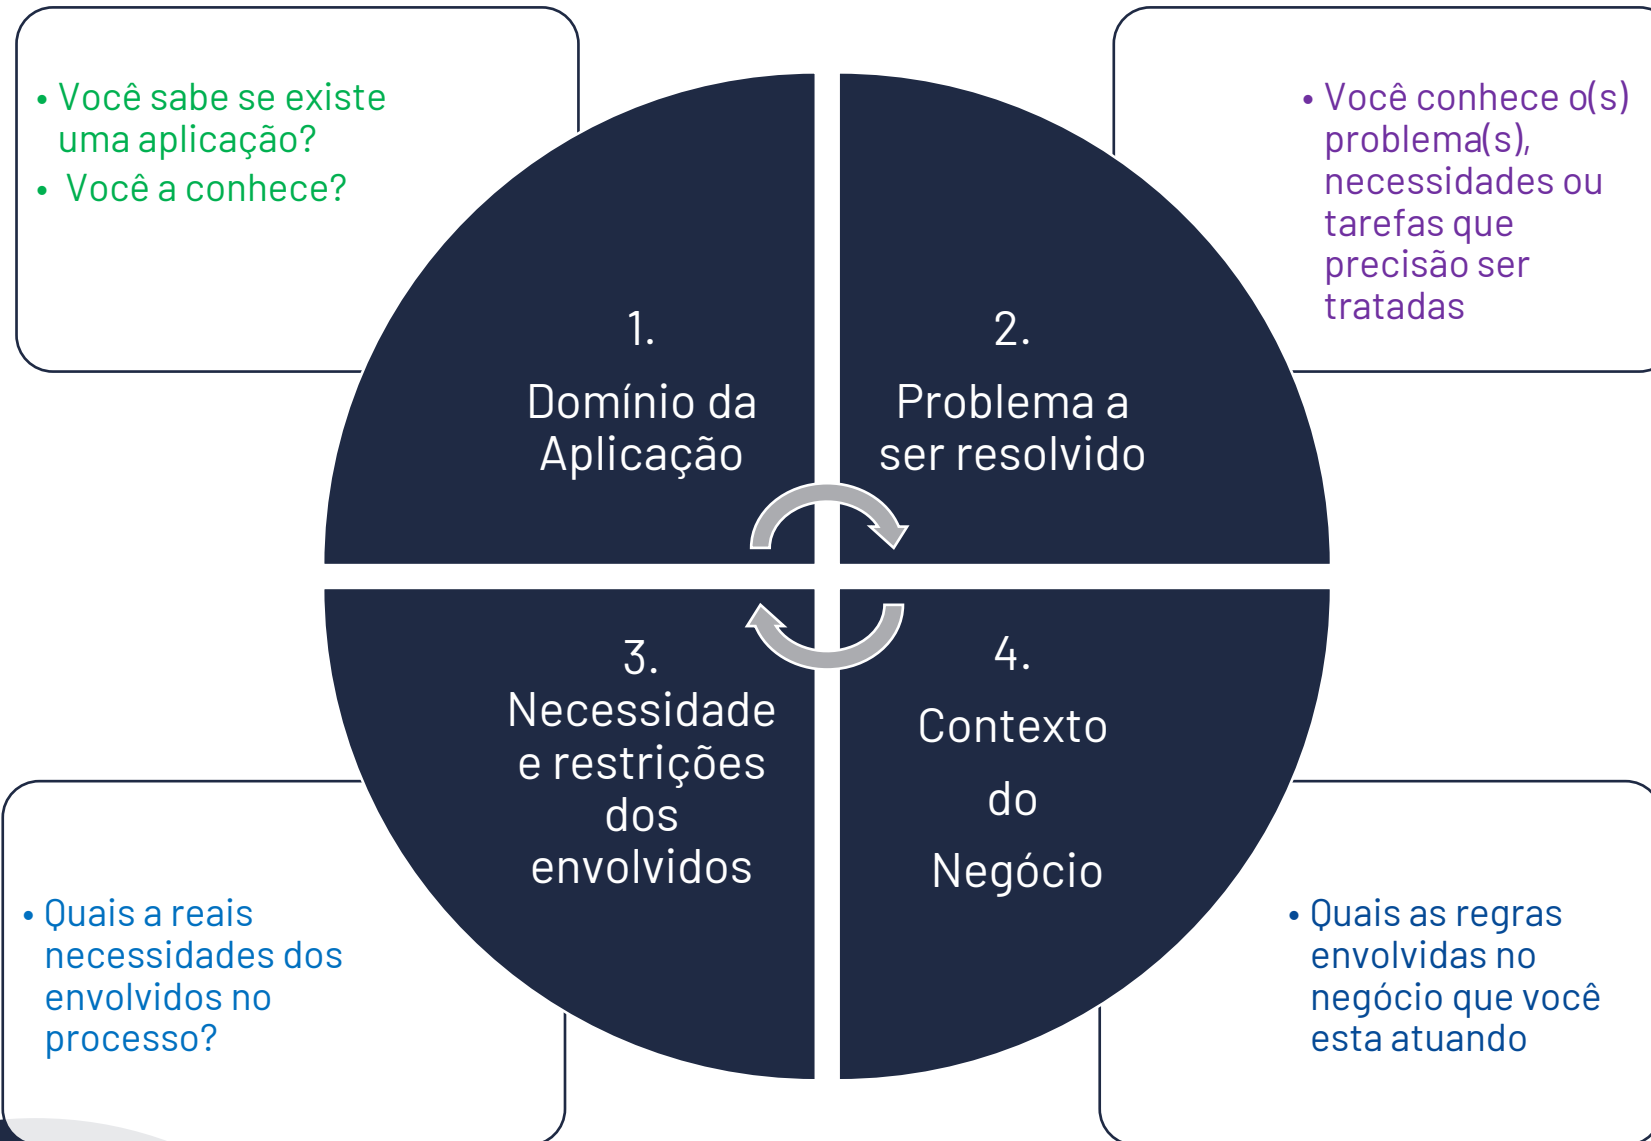 • Você sabe se existe
uma aplicação?
• Você a conhece?
• Você conhece o(s)
problema(s),
necessidades ou
tarefas que
precisão ser
tratadas
1.
Domínio da
Aplicação
2.
Problema a
ser resolvido
3.
Necessidade
e restrições
dos
envolvidos
4.
Contexto
do
Negócio
• Quais a reais
necessidades dos
envolvidos no
processo?
• Quais as regras
envolvidas no
negócio que você
esta atuando